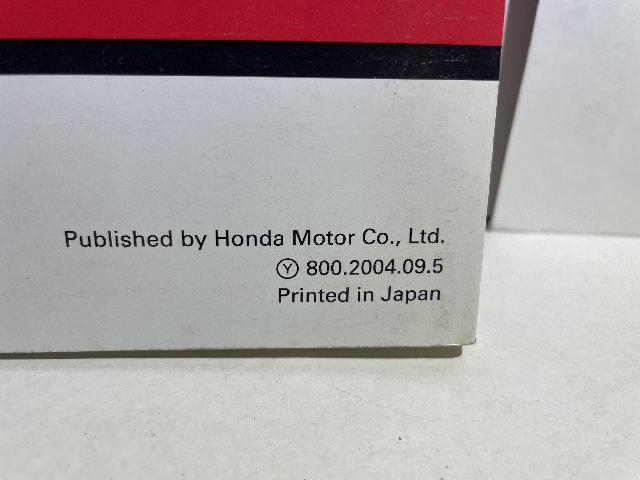 Published by Honda Motor Co., Ltd.
Ⓨ 800.2004.09.5
Printed in Japan